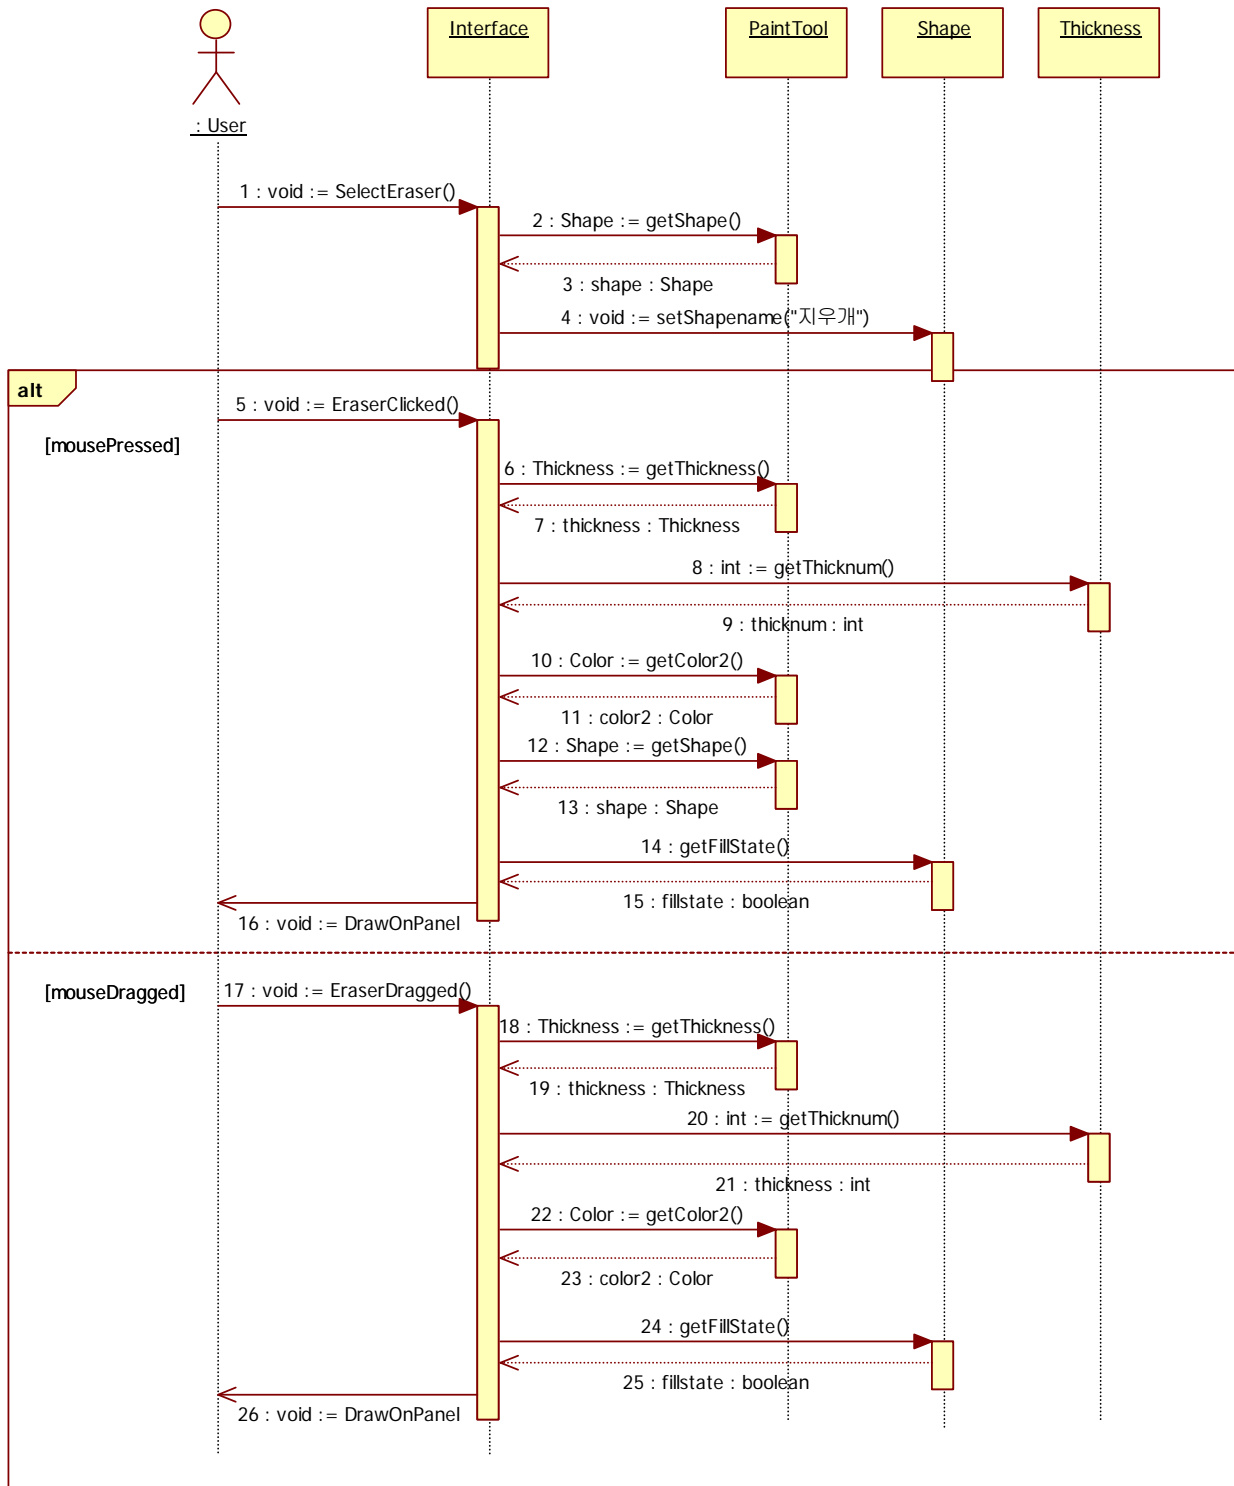 Interface
PaintTool
Shape
Thickness
: User
1 : void := SelectEraser()
2 : Shape := getShape()
3 : shape : Shape
4 : void := setShapename("지우개")
alt
5 : void := EraserClicked()
[mousePressed]
6 : Thickness := getThickness()
7 : thickness : Thickness
8 : int := getThicknum()
9 : thicknum : int
10 : Color := getColor2()
11 : color2 : Color
12 : Shape := getShape()
13 : shape : Shape
14 : getFillState()
15 : fillstate : boolean
16 : void := DrawOnPanel
[mouseDragged]
17 : void := EraserDragged()
18 : Thickness := getThickness()
19 : thickness : Thickness
20 : int := getThicknum()
21 : thickness : int
22 : Color := getColor2()
23 : color2 : Color
24 : getFillState()
25 : fillstate : boolean
26 : void := DrawOnPanel